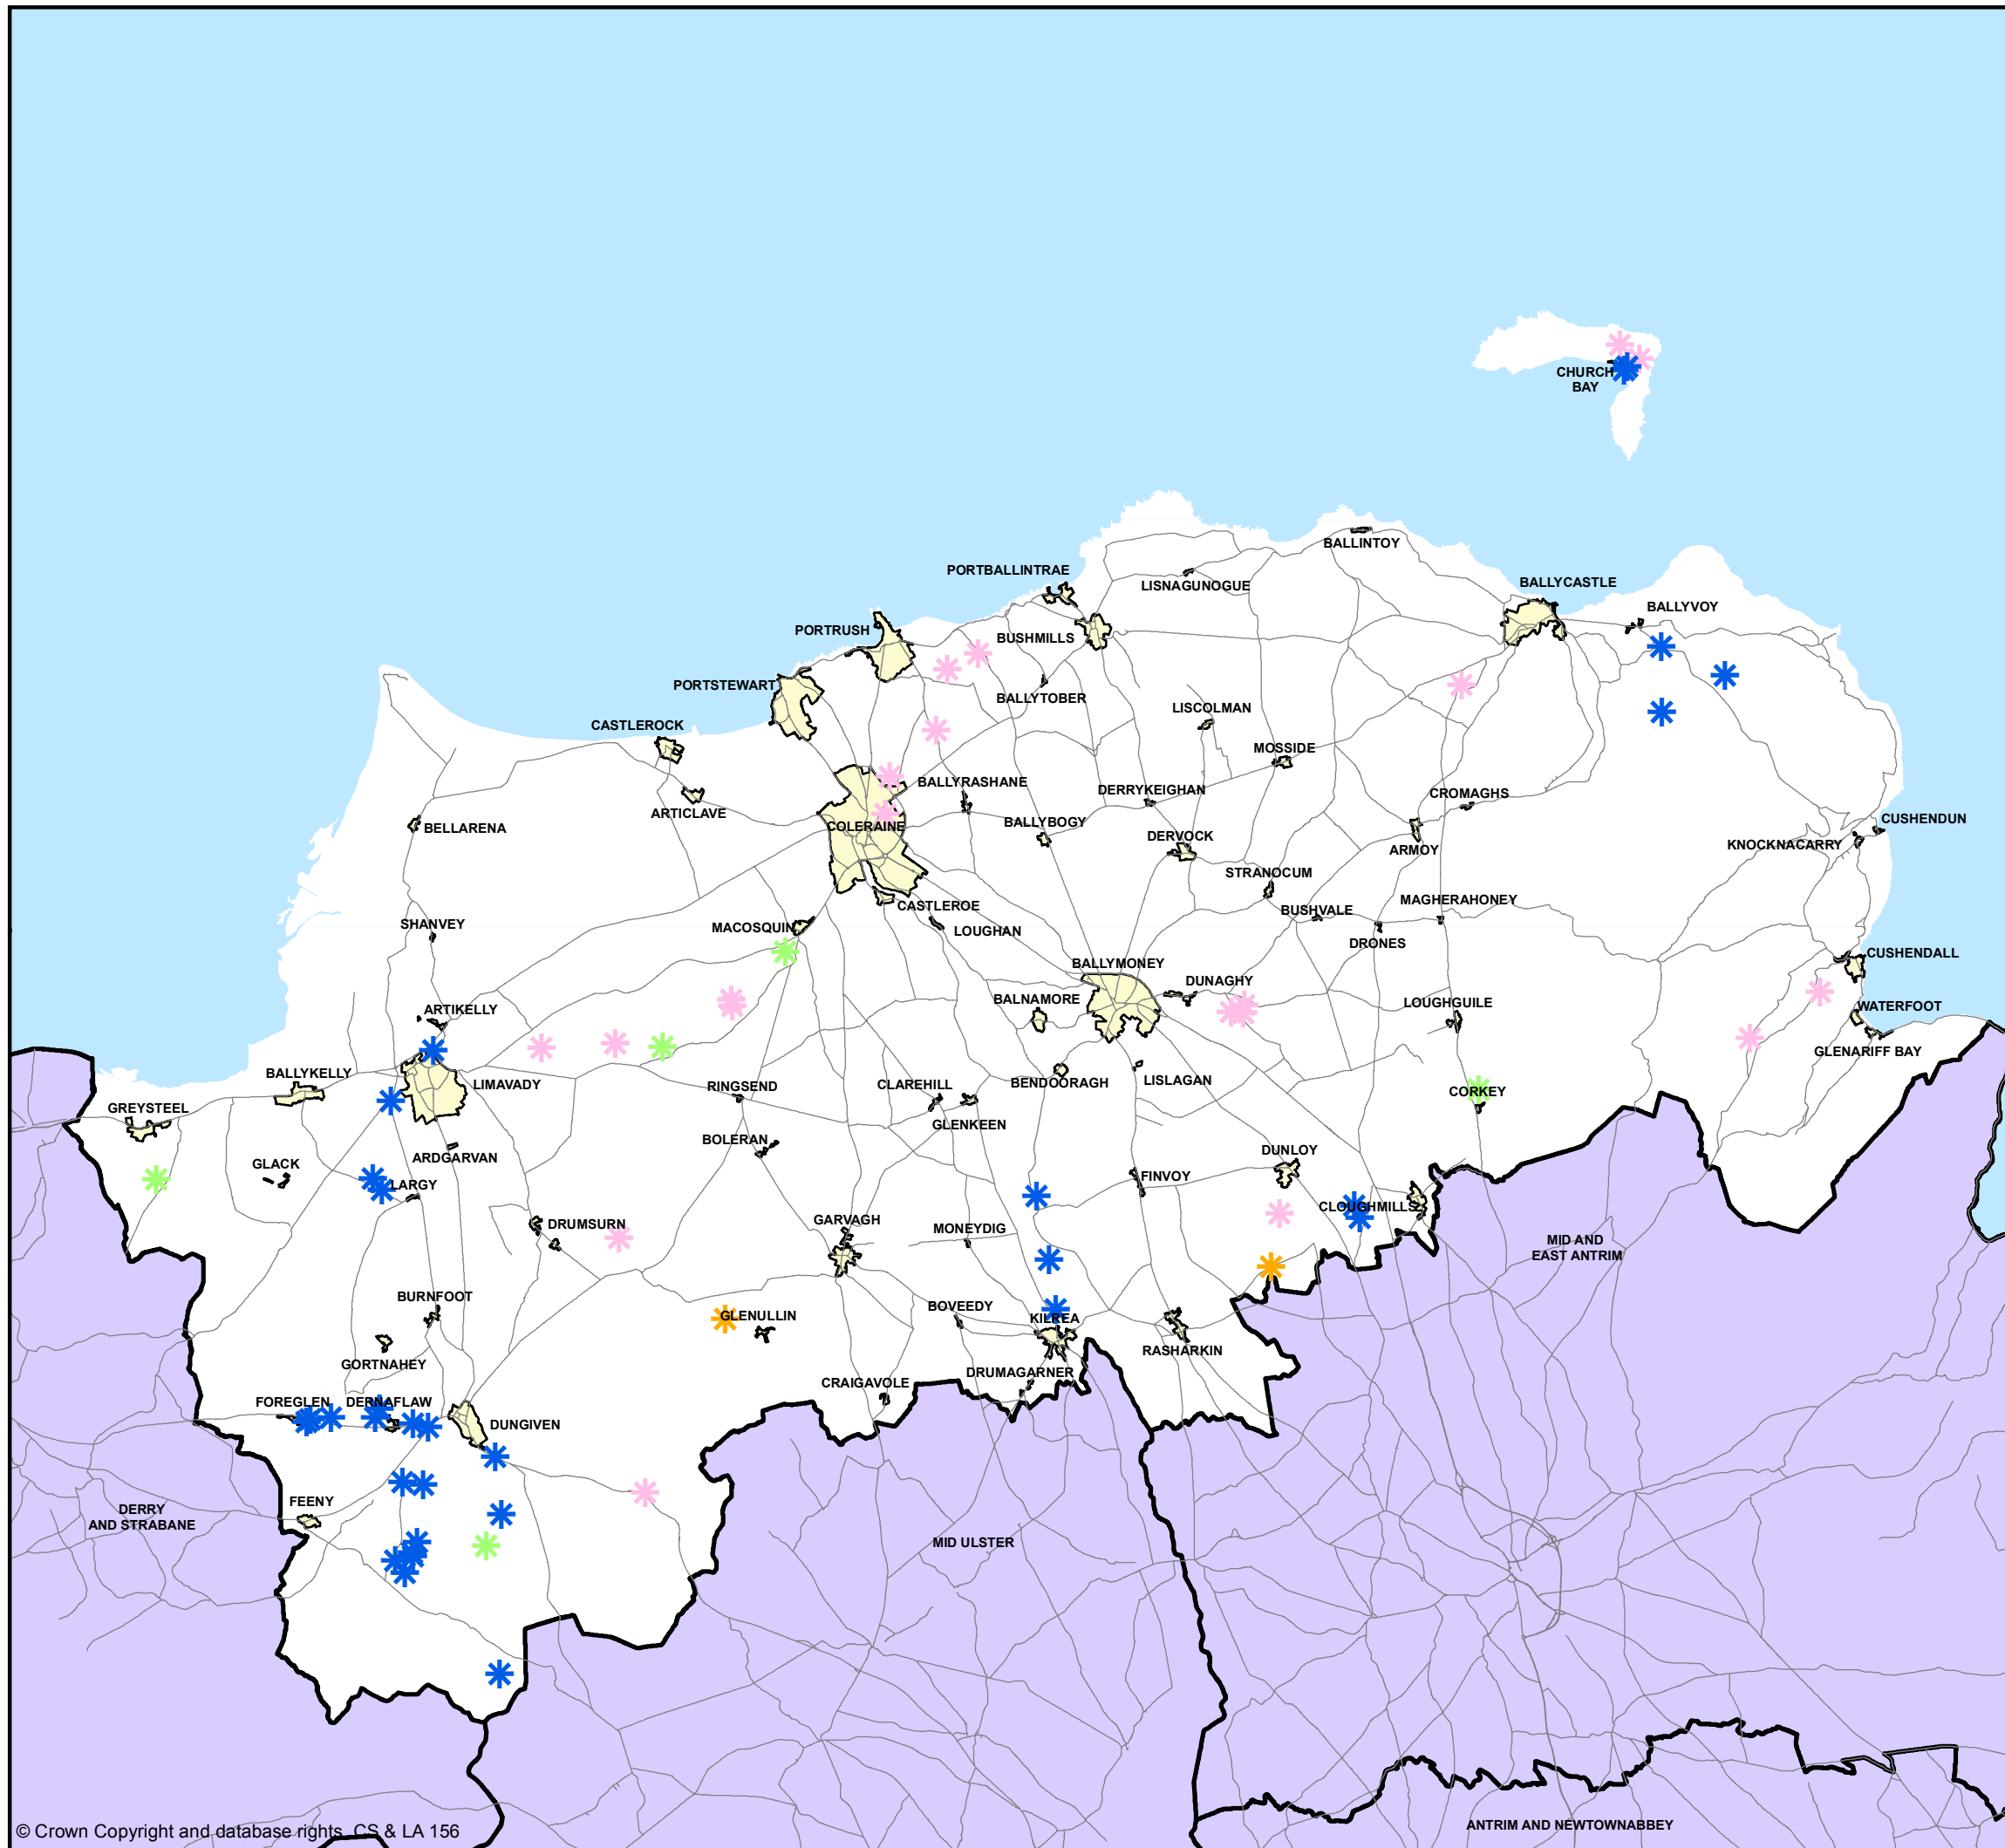 CHURCH
BAY
BALLINTOY
PORTBALLINTRAE
LISNAGUNOGUE
BALLYCASTLE
BALLYVOY
PORTRUSH
BUSHMILLS
PORTSTEWART
BALLYTOBER
LISCOLMAN
CASTLEROCK
MOSSIDE
BALLYRASHANE
DERRYKEIGHAN
CROMAGHS
ARTICLAVE
COLERAINE
BALLYBOGY
BELLARENA
DERVOCK
ARMOY
CUSHENDUN
KNOCKNACARRY
STRANOCUM
CASTLEROE
BUSHVALE
MAGHERAHONEY
SHANVEY
MACOSQUIN
LOUGHAN
DRONES
CUSHENDALL
BALLYMONEY
DUNAGHY
ARTIKELLY
BALNAMORE
LOUGHGUILE
WATERFOOT
GLENARIFF BAY
BALLYKELLY
LIMAVADY
RINGSEND
CLAREHILL
BENDOORAGH
LISLAGAN
CORKEY
GREYSTEEL
GLENKEEN
BOLERAN
ARDGARVAN
GLACK
DUNLOY
FINVOY
LARGY
CLOUGHMILLS
DRUMSURN
GARVAGH
MONEYDIG
MID AND
EAST ANTRIM
BURNFOOT
GLENULLIN
BOVEEDY
KILREA
RASHARKIN
GORTNAHEY
DRUMAGARNER
CRAIGAVOLE
FOREGLEN
DERNAFLAW
DUNGIVEN
FEENY
DERRY
AND STRABANE
MID ULSTER
ANTRIM AND NEWTOWNABBEY
© Crown Copyright and database rights CS & LA 156